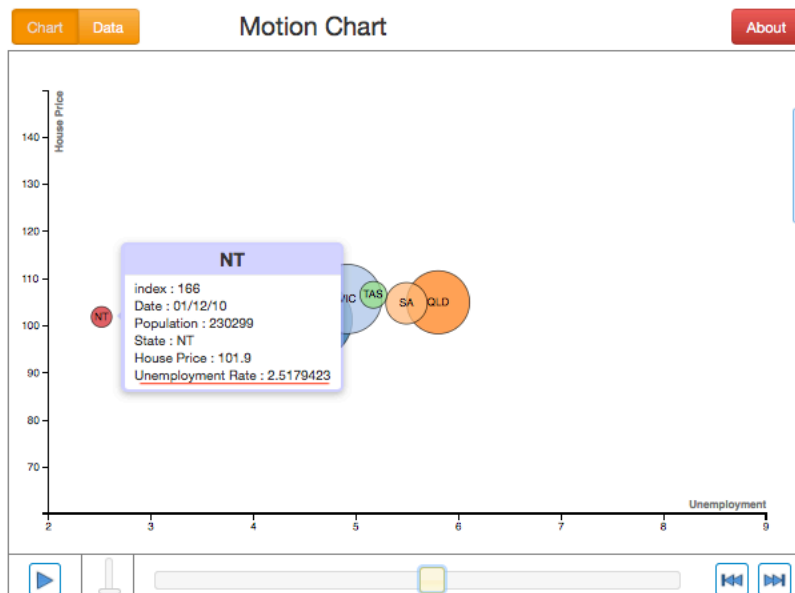 Chart Data Motion Chart About
House Price
140
130
120
110
100
90
80
70
NT
NT
index : 166
Date : 01/12/10
Population : 230299
State : NT
House Price : 101.9
Unemployment Rate : 2.5179423
VIC TAS SA QLD
Unemployment
2 3 4 5 6 7 8 9